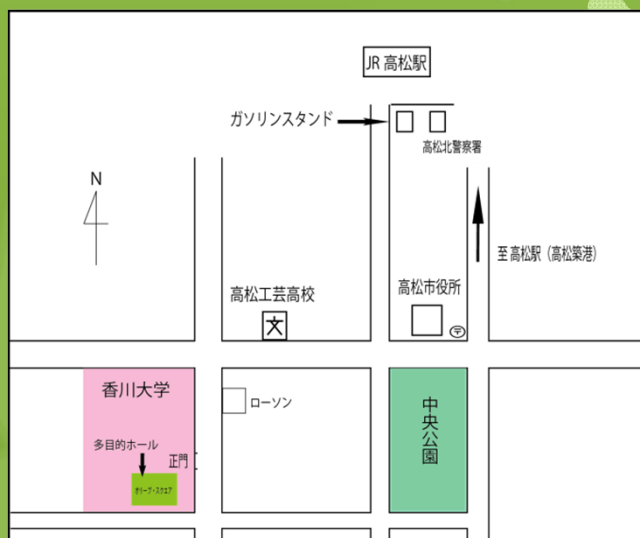 JR 高松駅
ガソリンスタンド
高松北警察署
N
至 高松駅（高松築港）
高松工芸高校
文
高松市役所
〒
香川大学
ローソン
中央公園
多目的ホール
正門
オリーブ・スクエア